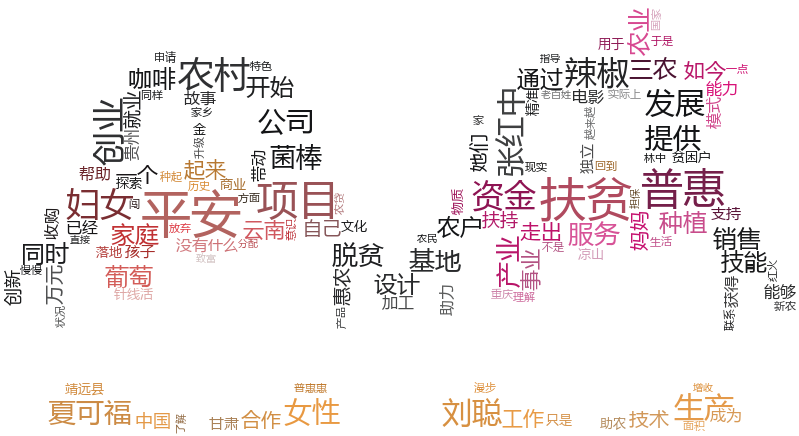 国家
农业
用于
于是
申请
特色
指导
农村
通过
辣椒
三农
如今
一点
咖啡
开始
能力
同样
故事
老百姓
电影
实际上
就业
家乡
精准
发展
模式
创业
公司
张红中
越来越
贵州
金
家
提供
升级
菌棒
她们
独立
林中
贫困户
带动
现实
回到
帮助
一个
种起
起来
探索
历史
商业
普惠
妇女
平安
项目
方面
农贷
物质
资金
扶贫
担保
收购
已经
直接
家庭
放弃
云南
自己
文化
农户
扶持
走出
服务
妈妈
种植
支持
没有什么
分配
农民
不是
生活
销售
同时
落地
孩子
致富
脱贫
基地
产业
事业
凉山
技能
慢慢
葡萄
惠农
设计
红火
创新
万元
针线活
加工
助力
重庆
理解
获得
能够
状况
产品
联系
新农
靖远县
普惠惠
漫步
增收
夏可福
中国
了解
甘肃
合作
女性
刘聪
工作
只是
助农
技术
生产
面积
成为